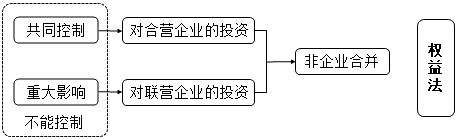 共同控制
对合营企业的投资
非企业合并
重大影响
对联营企业的投资
不能控制
权益法